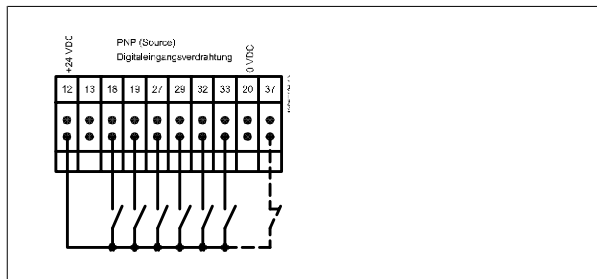 +24 VDC
PNP (Source)
Digitaleingangsverdrahtung
0 VDC
12 13 18 19 27 29 32 33 20 37